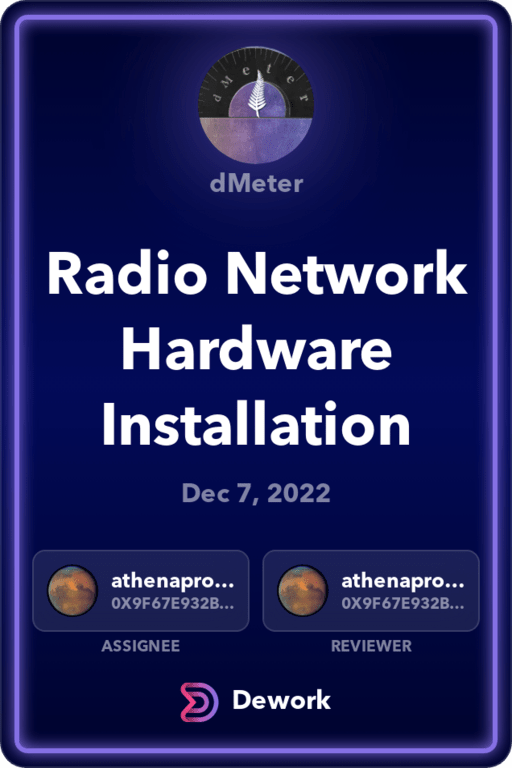 dMeter
dMeter
Radio Network
Hardware
Installation
Dec 7, 2022
athenapro...
0X9F67E932B...
ASSIGNEE
athenapro...
0X9F67E932B...
REVIEWER
Dework